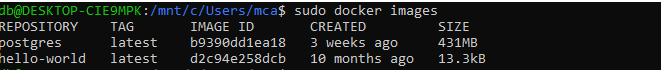 db@DESKTOP-CIE9MPK:/mnt/c/Users/mca$ sudo docker images
REPOSITORY TAG IMAGE ID CREATED SIZE
postgres latest b9390dd1ea18 3 weeks ago 431MB
hello-world latest d2c94e258dcb 10 months ago 13.3kB